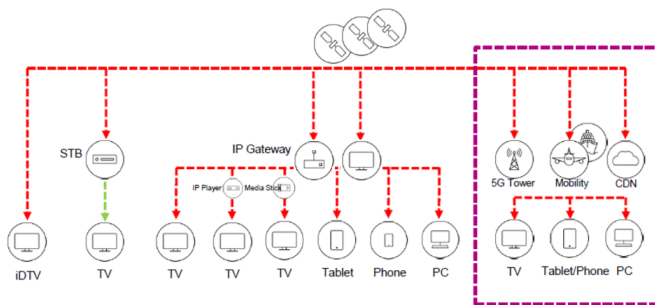 STB
IP Gateway
IP Player
Media Stick
5G Tower
Mobility
CDN
iDTV
TV
TV
TV
TV
Tablet
Phone
PC
TV
Tablet/Phone
PC